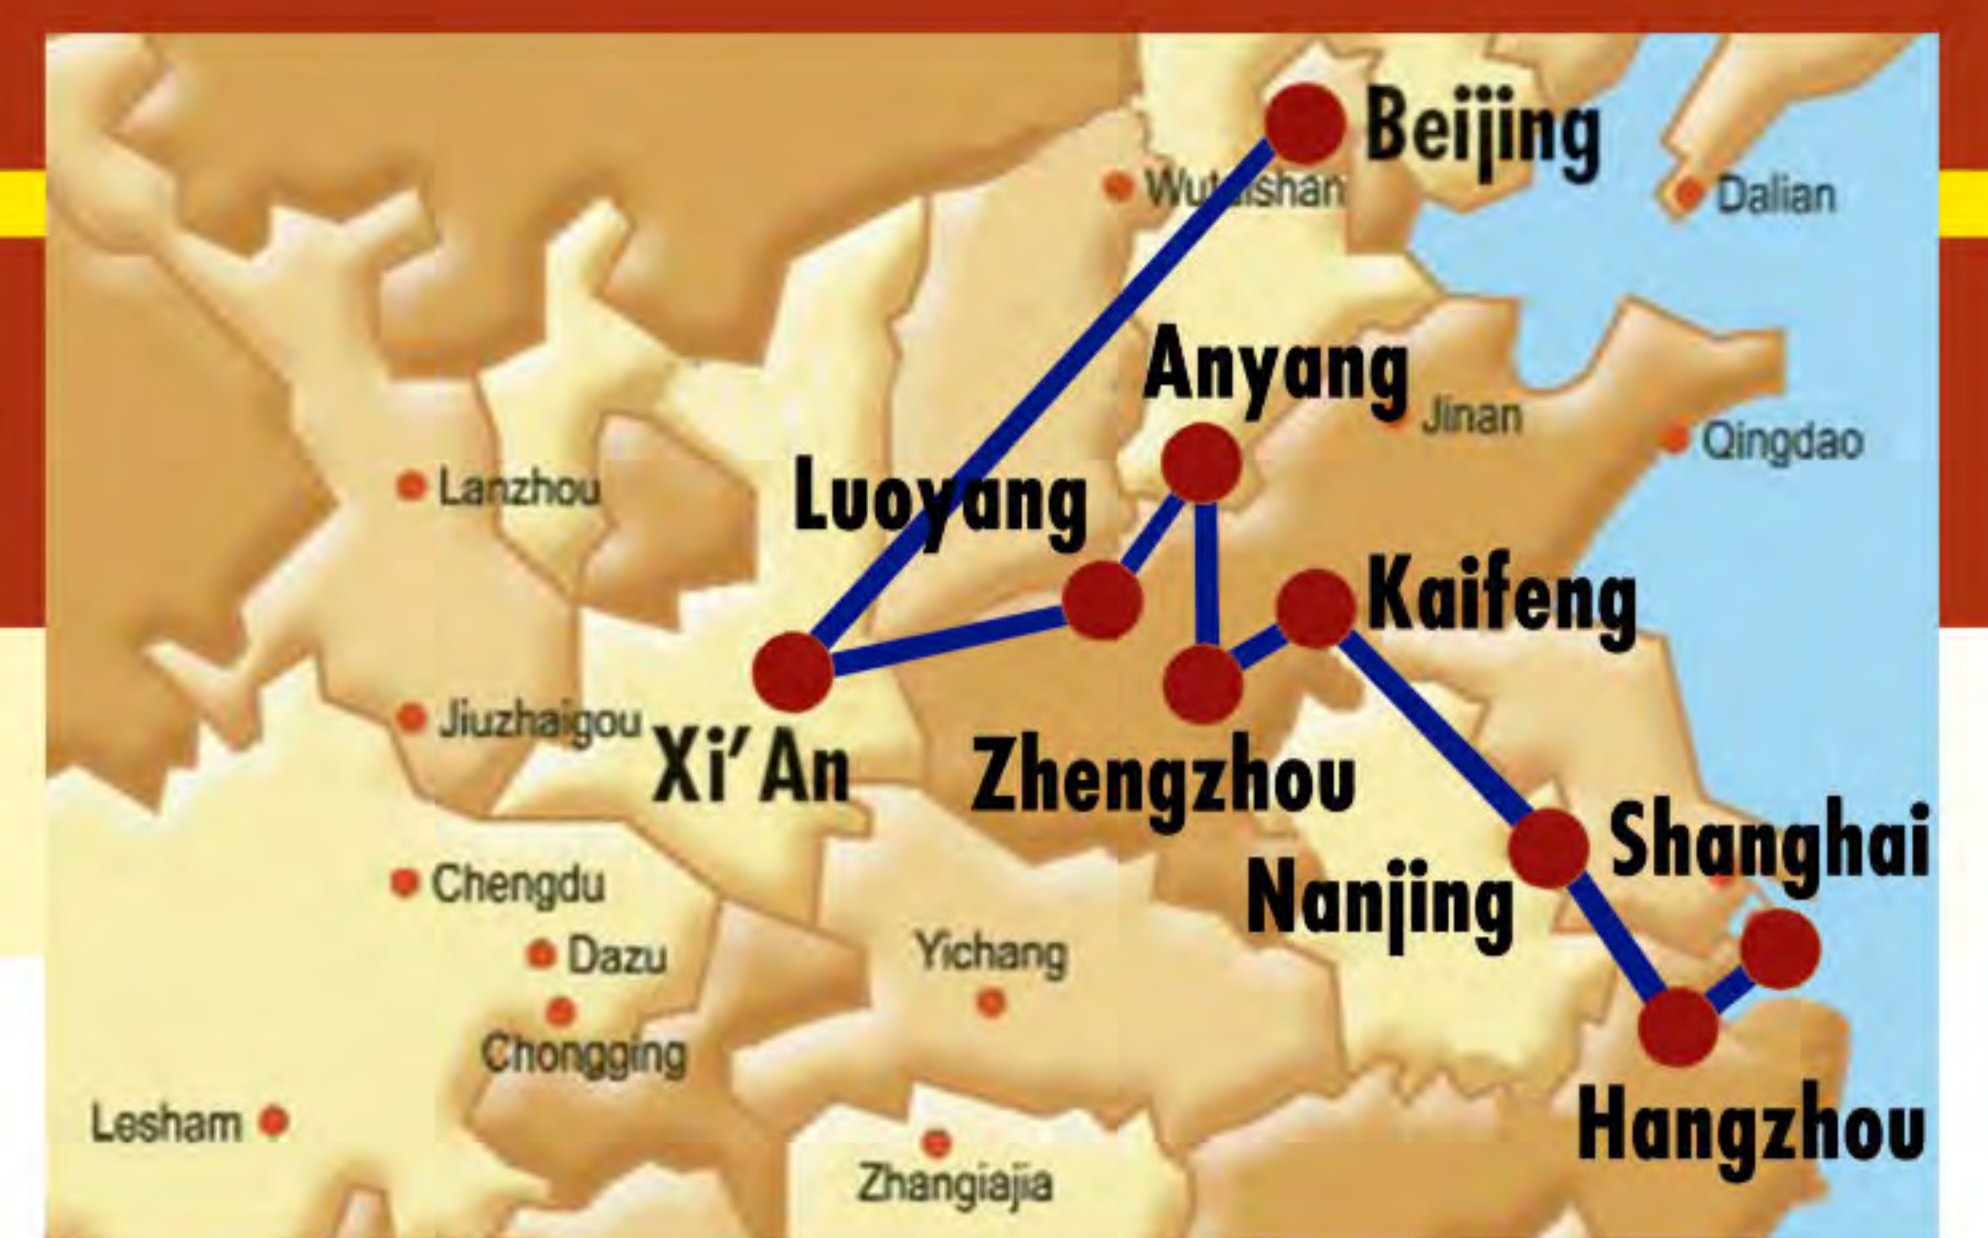 Beijing
Wutaishan
Dalian
Anyang
Jinan
Qingdao
Luoyang
Lanzhou
Kaifeng
Jiuzhaigou
Xi'An
Zhengzhou
Shanghai
Nanjing
Chengdu
Dazu
Yichang
Chongging
Hangzhou
Lesham
Zhangiajia